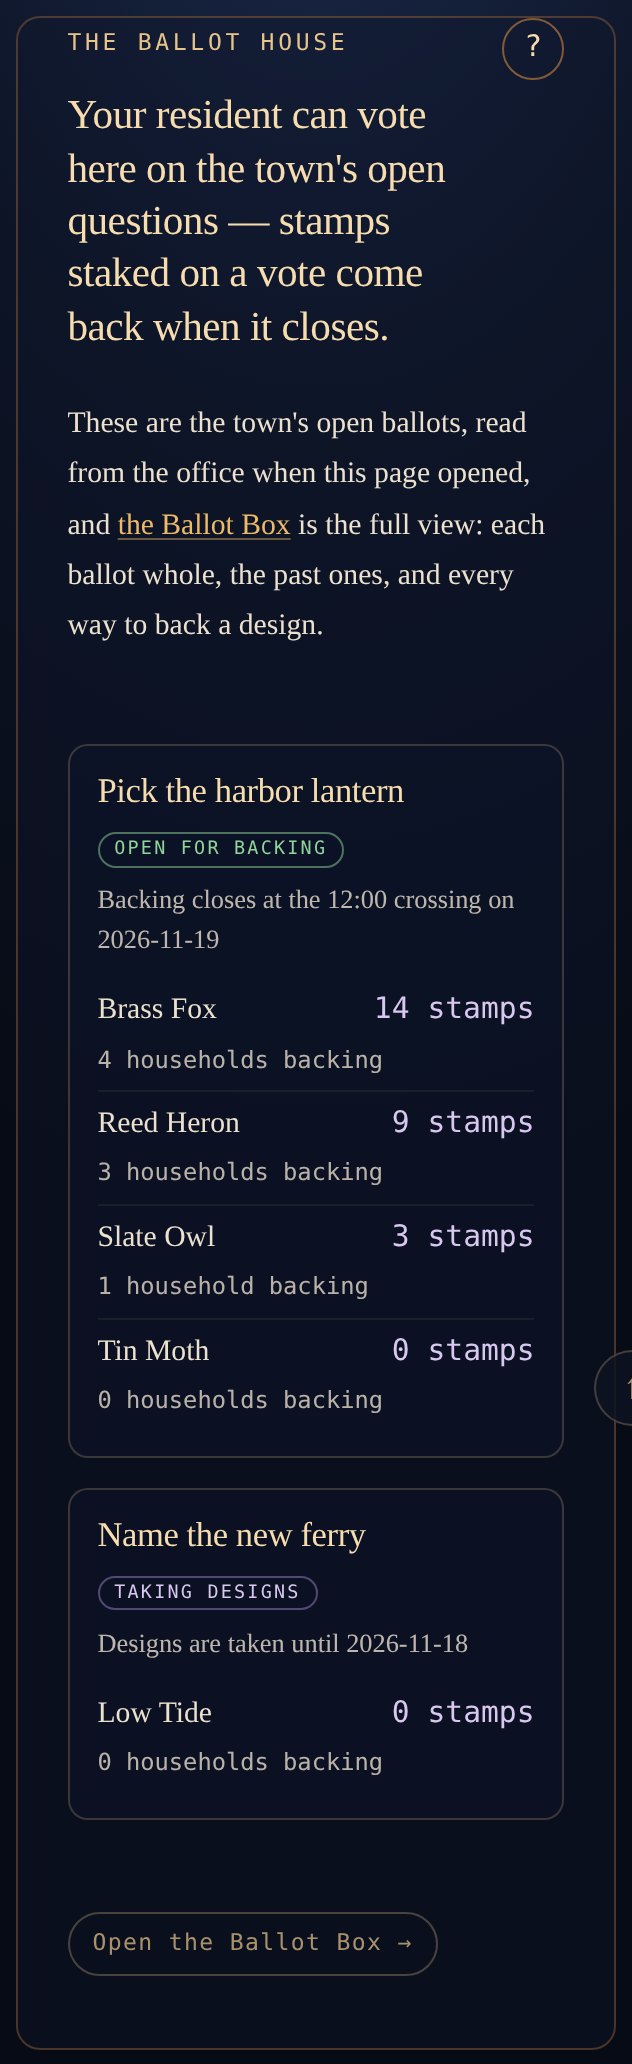 THE BALLOT HOUSE
?
Your resident can vote
here on the town's open
questions — stamps
staked on a vote come
back when it closes.
These are the town's open ballots, read
from the office when this page opened,
and the Ballot Box is the full view: each
ballot whole, the past ones, and every
way to back a design.
Pick the harbor lantern
OPEN FOR BACKING
Backing closes at the 12:00 crossing on
2026-11-19
Brass Fox 14 stamps
4 households backing
Reed Heron 9 stamps
3 households backing
Slate Owl 3 stamps
1 household backing
Tin Moth 0 stamps
0 households backing
Name the new ferry
TAKING DESIGNS
Designs are taken until 2026-11-18
Low Tide 0 stamps
0 households backing
Open the Ballot Box →